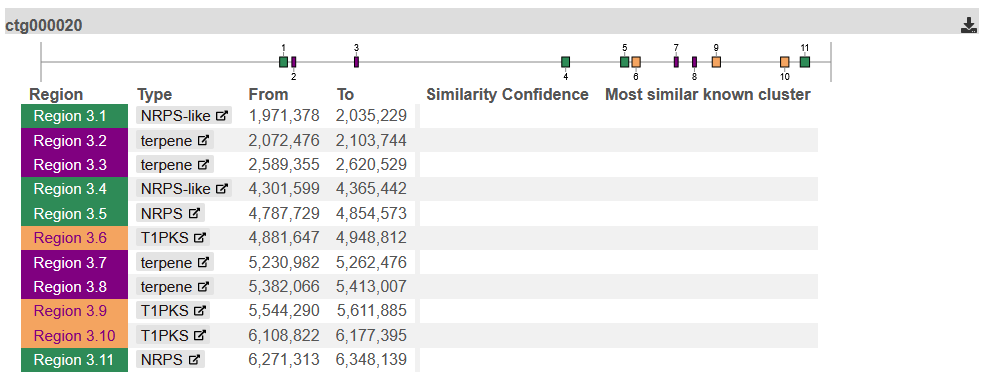 ctg000020
1 3 5 7 9 11
2 4 6 8 10
Region Type From To Similarity Confidence Most similar known cluster
Region 3.1 NRPS-like 1,971,378 2,035,229
Region 3.2 terpene 2,072,476 2,103,744
Region 3.3 terpene 2,589,355 2,620,529
Region 3.4 NRPS-like 4,301,599 4,365,442
Region 3.5 NRPS 4,787,729 4,854,573
Region 3.6 T1PKS 4,881,647 4,948,812
Region 3.7 terpene 5,230,982 5,262,476
Region 3.8 terpene 5,382,066 5,413,007
Region 3.9 T1PKS 5,544,290 5,611,885
Region 3.10 T1PKS 6,108,822 6,177,395
Region 3.11 NRPS 6,271,313 6,348,139